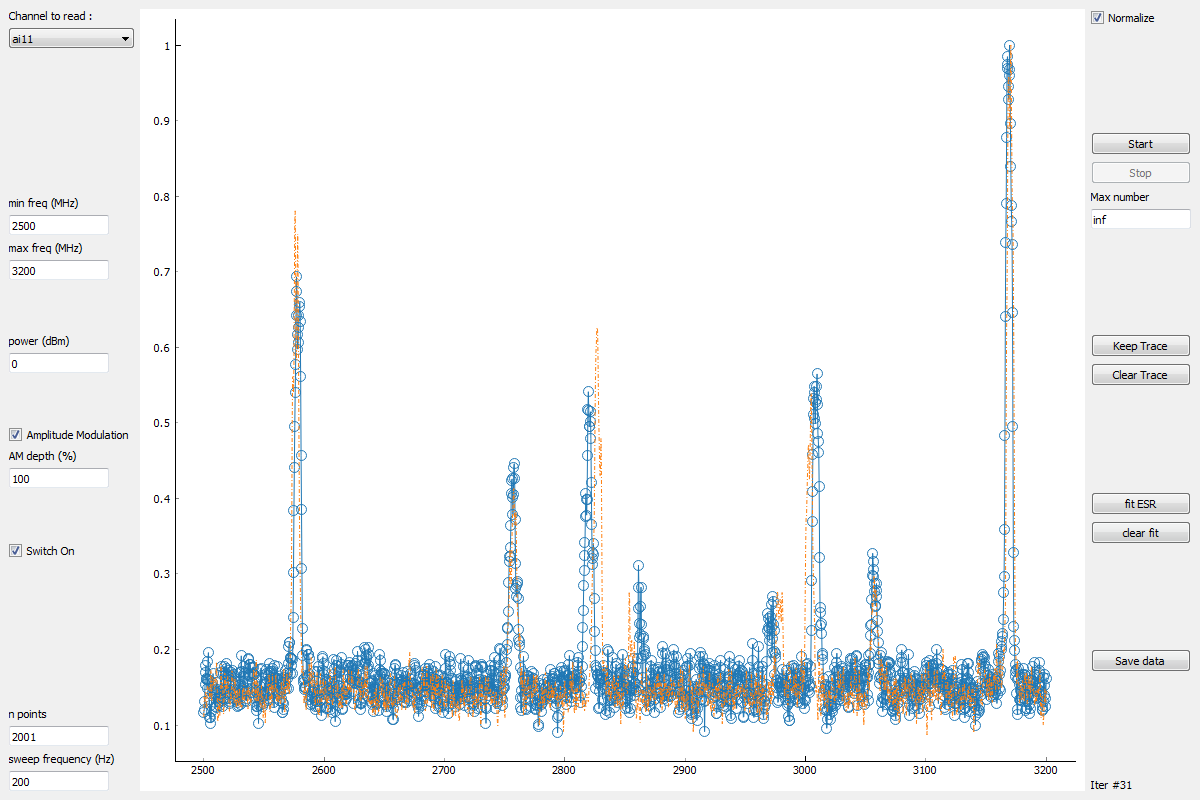 Channel to read :
ai11
min freq (MHz)
2500
max freq (MHz)
3200
power (dBm)
0
Amplitude Modulation
AM depth (%)
100
Switch On
n points
2001
sweep frequency (Hz)
200
1
0.9
0.8
0.7
0.6
0.5
0.4
0.3
0.2
0.1
2500 2600 2700 2800 2900 3000 3100 3200
Normalize
Start
Stop
Max number
inf
Keep Trace
Clear Trace
fit ESR
clear fit
Save data
Iter #31